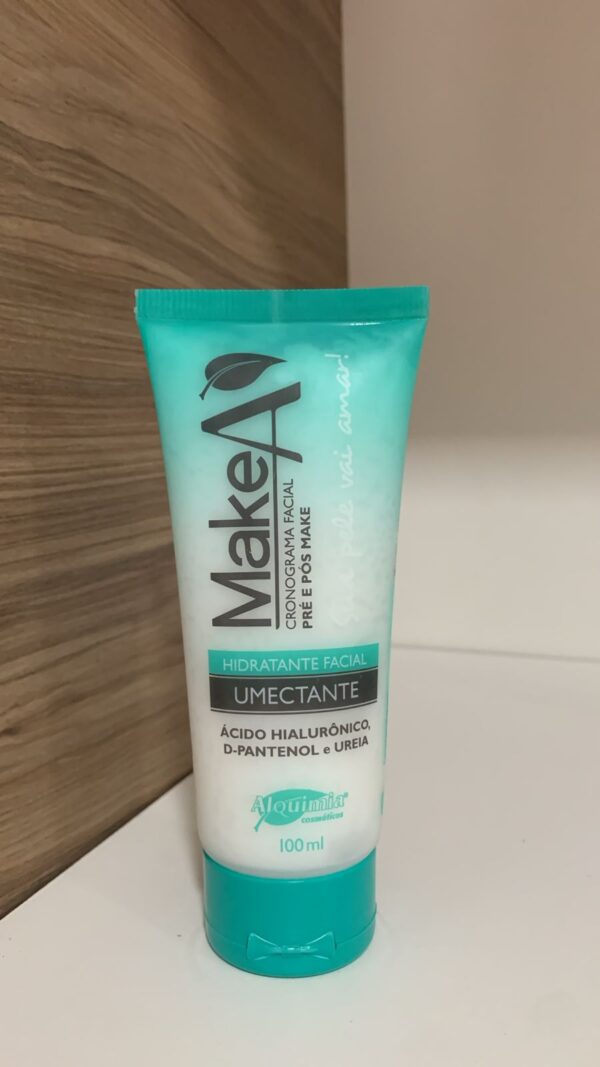 MakeA
CRONOGRAMA FACIAL
PRÉ E PÓS MAKE
Sua pele vai amar!
HIDRATANTE FACIAL
UMECTANTE
ÁCIDO HIALURÔNICO,
D-PANTENOL e UREIA
Alquimia®
cosméticos
100 ml